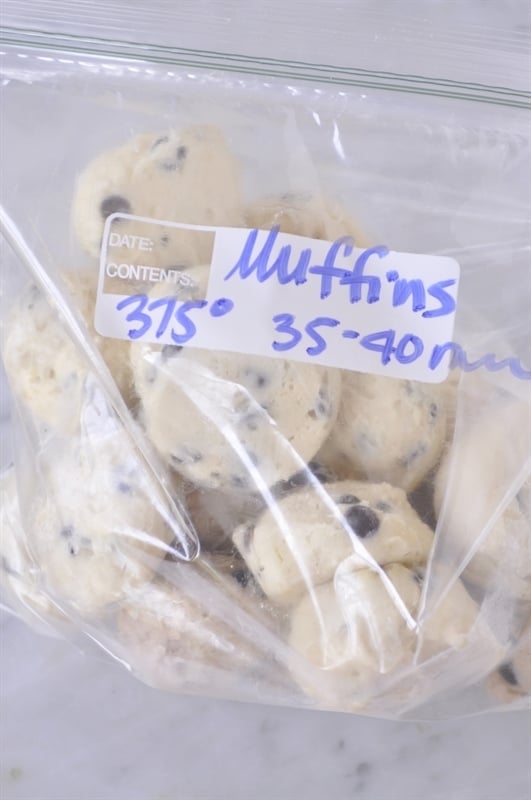 DATE:
CONTENTS: Muffins
375° 35-40 min